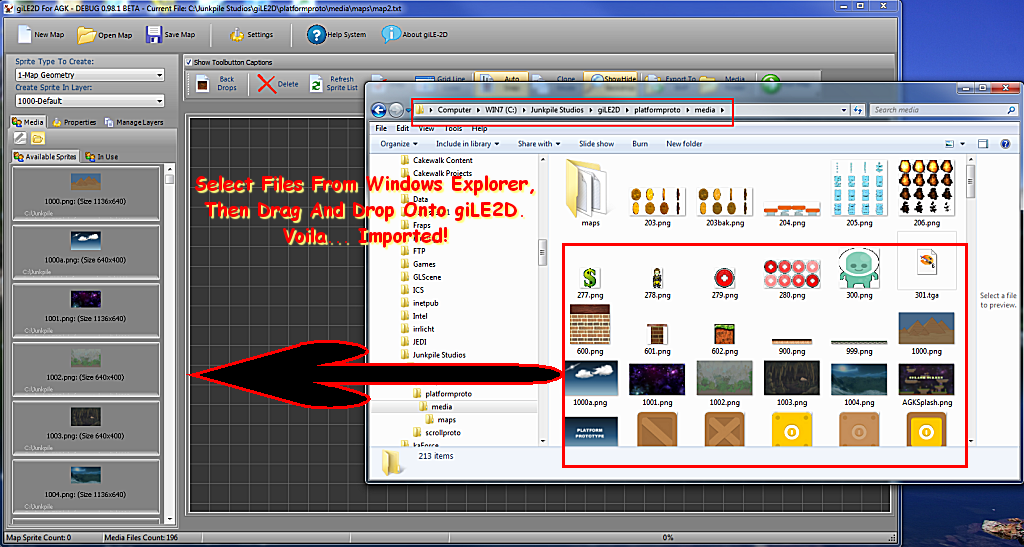 giLE2D For AGK - DEBUG 0.98.1 BETA - Current File: C:\Junkpile Studios\giLE2D\platformproto\media\maps\map2.txt
New Map Open Map Save Map Settings Help System About giLE-2D
Sprite Type To Create:
1-Map Geometry
Create Sprite In Layer:
1000-Default
Show Toolbutton Captions
Back Drops
Delete
Refresh Sprite List
Grid Line
Auto
Clone
Show/Hide
Export To
Media
Media Properties ManageLayers
Available Sprites In Use
1000.png: (Size 1136x640)
C:\Junkpile
1000a.png: (Size 640x400)
C:\Junkpile
1001.png: (Size 1136x640)
C:\Junkpile
1002.png: (Size 640x400)
C:\Junkpile
1003.png: (Size 640x400)
C:\Junkpile
1004.png: (Size 1136x640)
C:\Junkpile
Map Sprite Count: 0 Media Files Count: 196 0%
Select Files From Windows Explorer,
Then Drag And Drop Onto giLE2D.
Voila... Imported!
Computer WIN7 (C:) Junkpile Studios giLE2D platformproto media
Search media
File Edit View Tools Help
Organize Include in library Share with Slide show Burn New folder
Cakewalk Content
Cakewalk Projects
Data
Fraps
FTP
Games
GLScene
ICS
inetpub
Intel
irrlicht
JEDI
Junkpile Studios
platformproto
media
maps
scrollproto
kaForce
maps 203.png 203bak.png 204.png 205.png 206.png
277.png 278.png 279.png 280.png 300.png 301.tga
600.png 601.png 602.png 900.png 999.png 1000.png
1000a.png 1001.png 1002.png 1003.png 1004.png AGKSplash.png
PLATFORM
PROTOTYPE
Select a file
to preview.
213 items